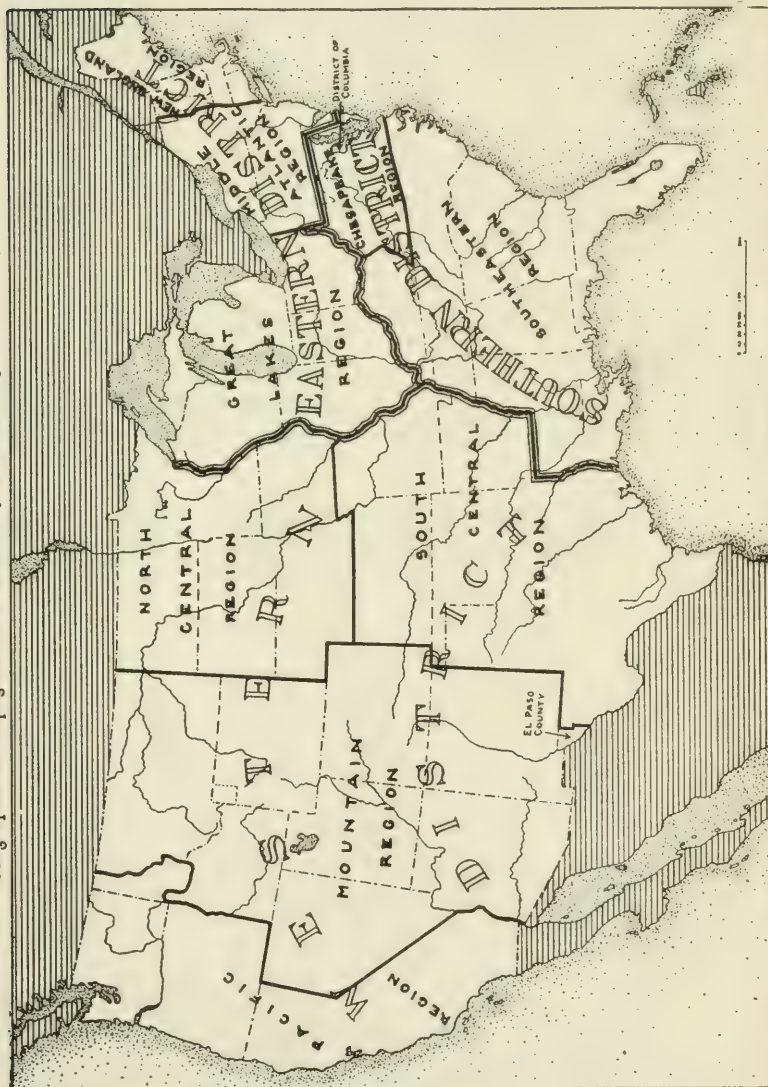 NEW ENGLAND
REGION
MIDDLE
ATLANTIC
REGION
DISTRICT OF
COLUMBIA
CHESAPEAKE
REGION
GREAT
LAKES
REGION
EASTERN DISTRICT
SOUTHEASTERN
REGION
SOUTHERN DISTRICT
NORTH
CENTRAL
REGION
SOUTH
CENTRAL
REGION
MOUNTAIN
REGION
EL PASO
COUNTY
PACIFIC
REGION
WESTERN DISTRICT